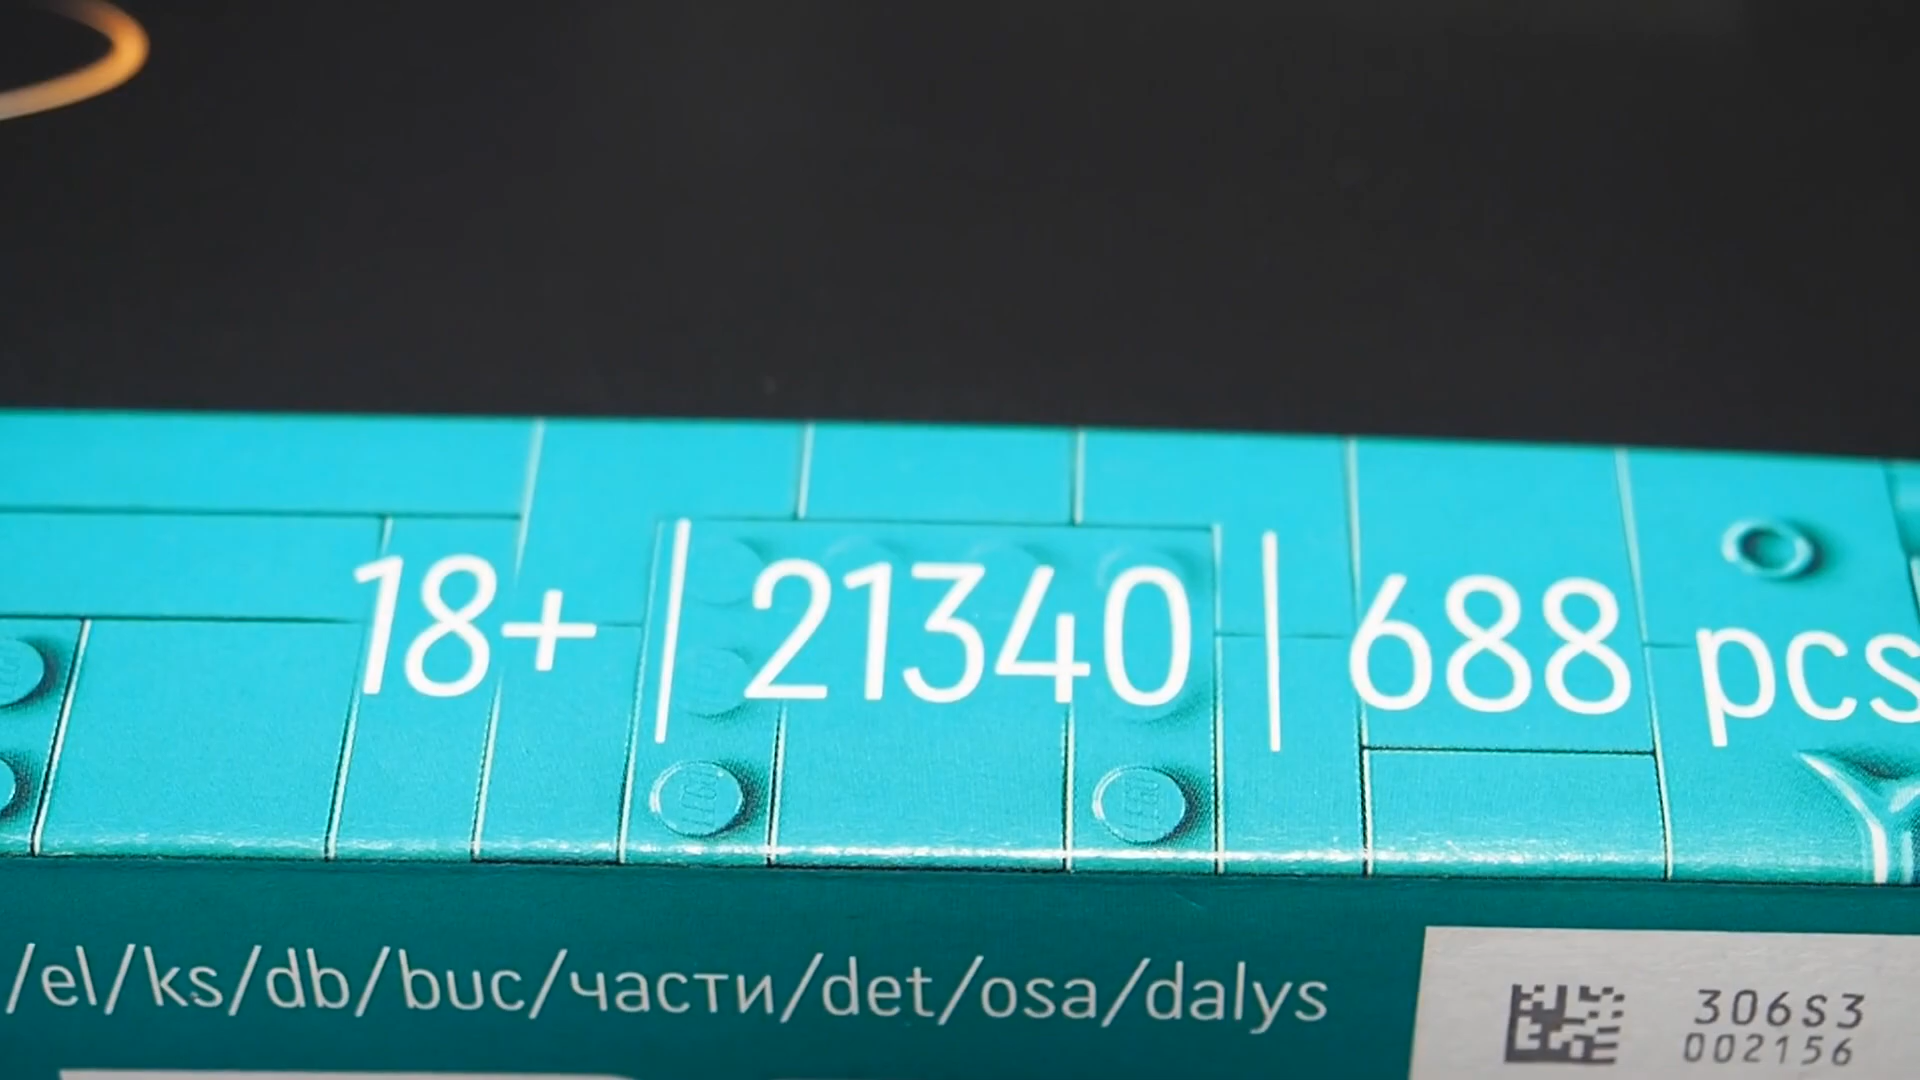 18+ | 21340 | 688 pcs
/el/ks/db/buc/части/det/osa/dalys
306S3
002156